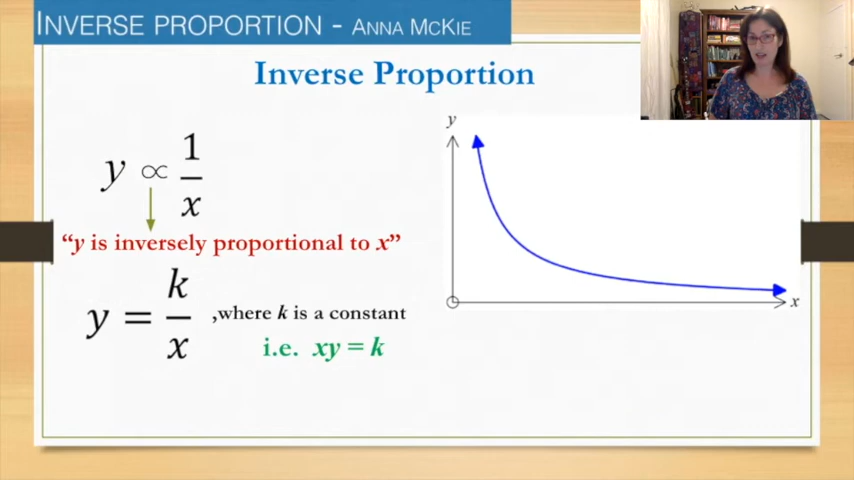 INVERSE PROPORTION - ANNA MCKIE
Inverse Proportion
y ∝ 1/x
"y is inversely proportional to x"
y = k/x ,where k is a constant
i.e. xy = k
y
x